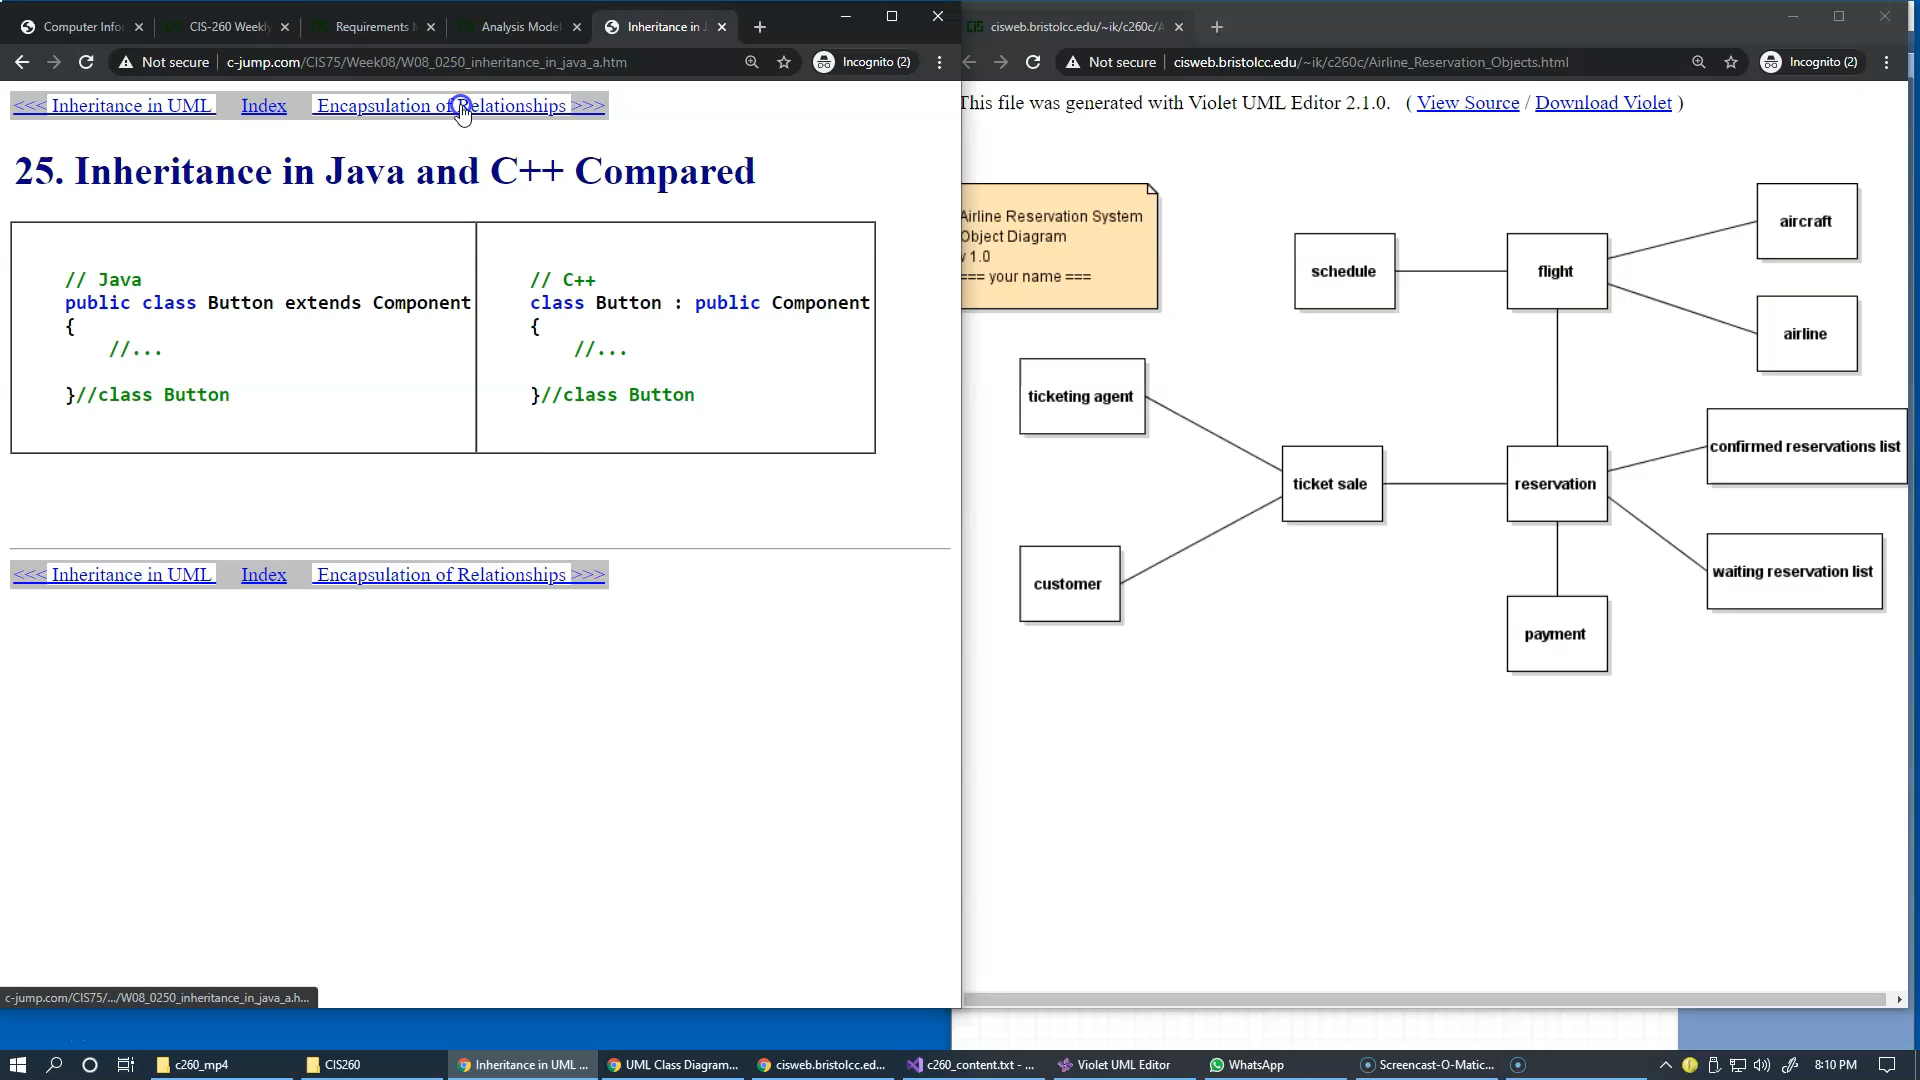 Computer Info
CIS-260 Weekly
Requirements M
Analysis Model
Inheritance in J
Not secure
c-jump.com/CIS75/Week08/W08_0250_inheritance_in_java_a.htm
Incognito (2)
<<< Inheritance in UML Index Encapsulation of Relationships >>>
25. Inheritance in Java and C++ Compared
// Java
public class Button extends Component
{
//...
}//class Button
// C++
class Button : public Component
{
//...
}//class Button
<<< Inheritance in UML Index Encapsulation of Relationships >>>
c-jump.com/CIS75/.../W08_0250_inheritance_in_java_a.h...
cisweb.bristolcc.edu/~ik/c260c/A
Not secure
cisweb.bristolcc.edu/~ik/c260c/Airline_Reservation_Objects.html
Incognito (2)
This file was generated with Violet UML Editor 2.1.0. ( View Source / Download Violet )
Airline Reservation System
Object Diagram
v 1.0
=== your name ===
schedule
flight
aircraft
airline
ticketing agent
confirmed reservations list
ticket sale
reservation
waiting reservation list
customer
payment
c260_mp4
CIS260
Inheritance in UML ...
UML Class Diagram...
cisweb.bristolcc.ed...
c260_content.txt - ...
Violet UML Editor
WhatsApp
Screencast-O-Matic...
8:10 PM